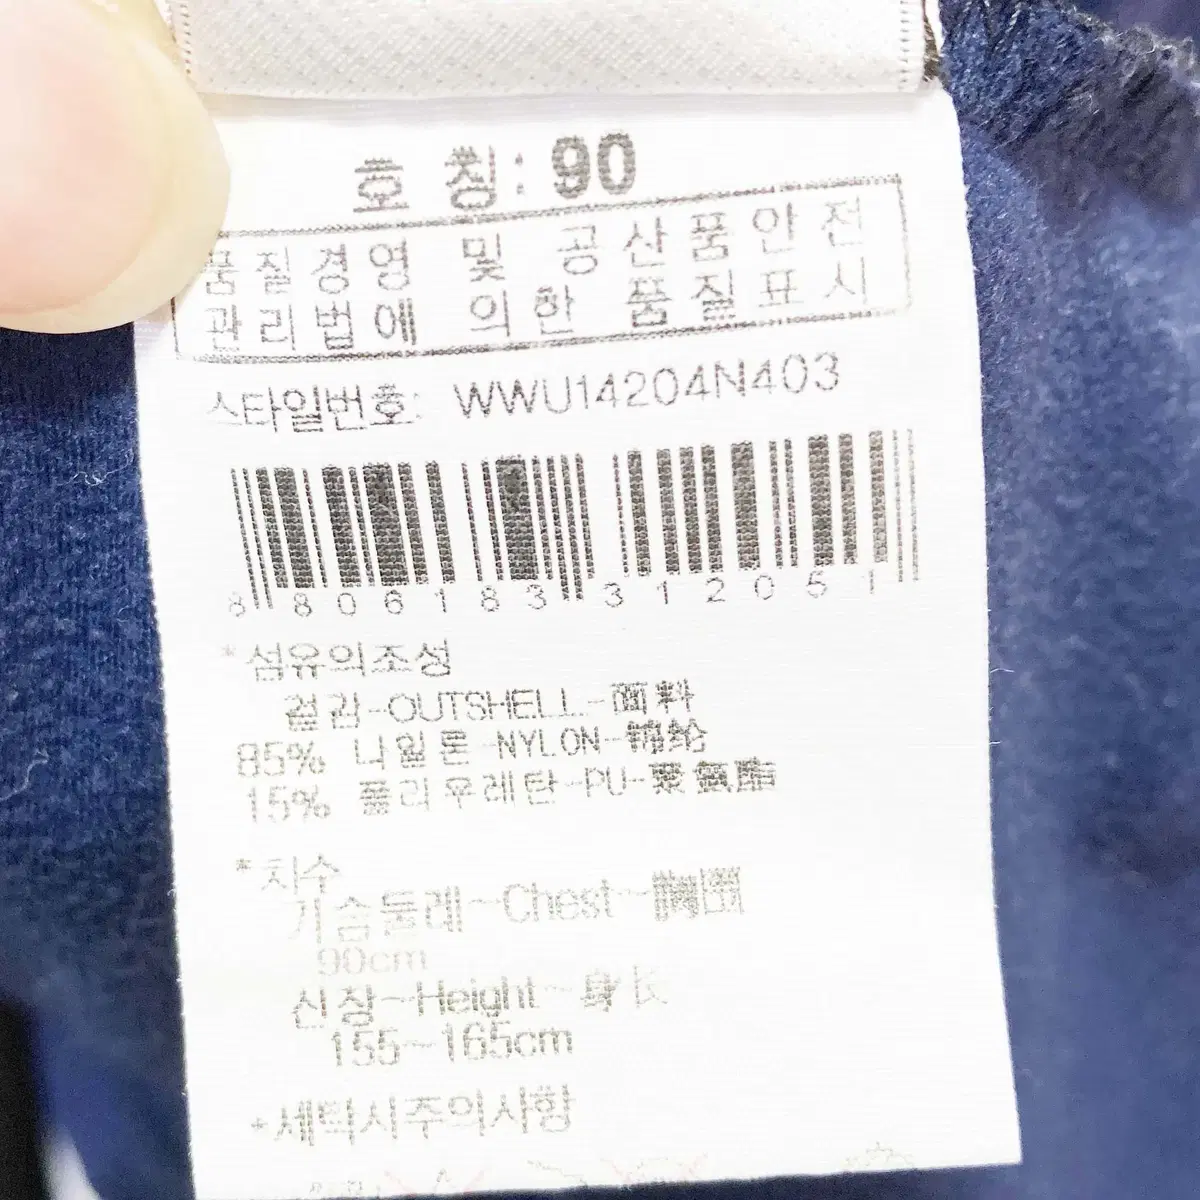 호 칭: 90
품질경영 및 공산품안전
관리법에 의한 품질표시
스타일번호: WWU14204N403
8 806183 312051
*섬유의조성
겉감-OUTSHELL-面料
85% 나일론-NYLON-锦纶
15% 폴리우레탄-PU-聚氨酯
*치수
가슴둘레-Chest-胸围
90cm
신장-Height-身长
155~165cm
*세탁시주의사항